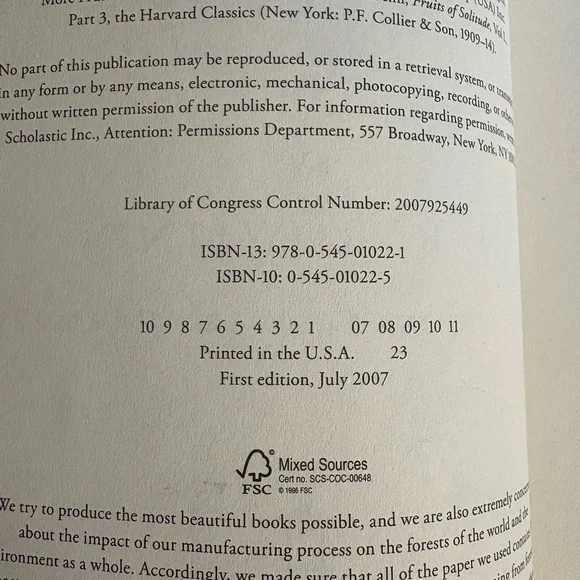 Fruits of Solitude, Vol 1,
Part 3, the Harvard Classics (New York: P.F. Collier & Son, 1909–14).
No part of this publication may be reproduced, or stored in a retrieval system, or
in any form or by any means, electronic, mechanical, photocopying, recording, or
without written permission of the publisher. For information regarding permission,
Scholastic Inc., Attention: Permissions Department, 557 Broadway, New York, NY
Library of Congress Control Number: 2007925449
ISBN-13: 978-0-545-01022-1
ISBN-10: 0-545-01022-5
10 9 8 7 6 5 4 3 2 1 07 08 09 10 11
Printed in the U.S.A. 23
First edition, July 2007
Mixed Sources
Cert no. SCS-COC-00648
© 1996 FSC
FSC
We try to produce the most beautiful books possible, and we are also extremely
about the impact of our manufacturing process on the forests of the world and the
ironment as a whole. Accordingly, we made sure that all of the paper we used